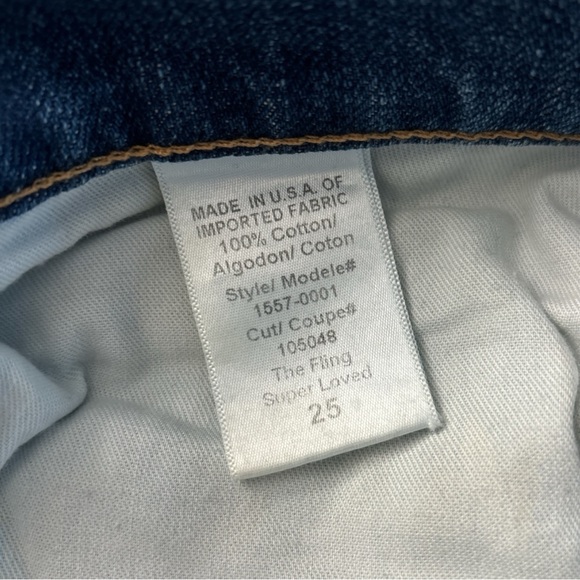 MADE IN U.S.A. OF
IMPORTED FABRIC
100% Cotton/
Algodon/ Coton
Style/ Modele#
1557-0001
Cut/ Coupe#
105048
The Fling
Super Loved
25